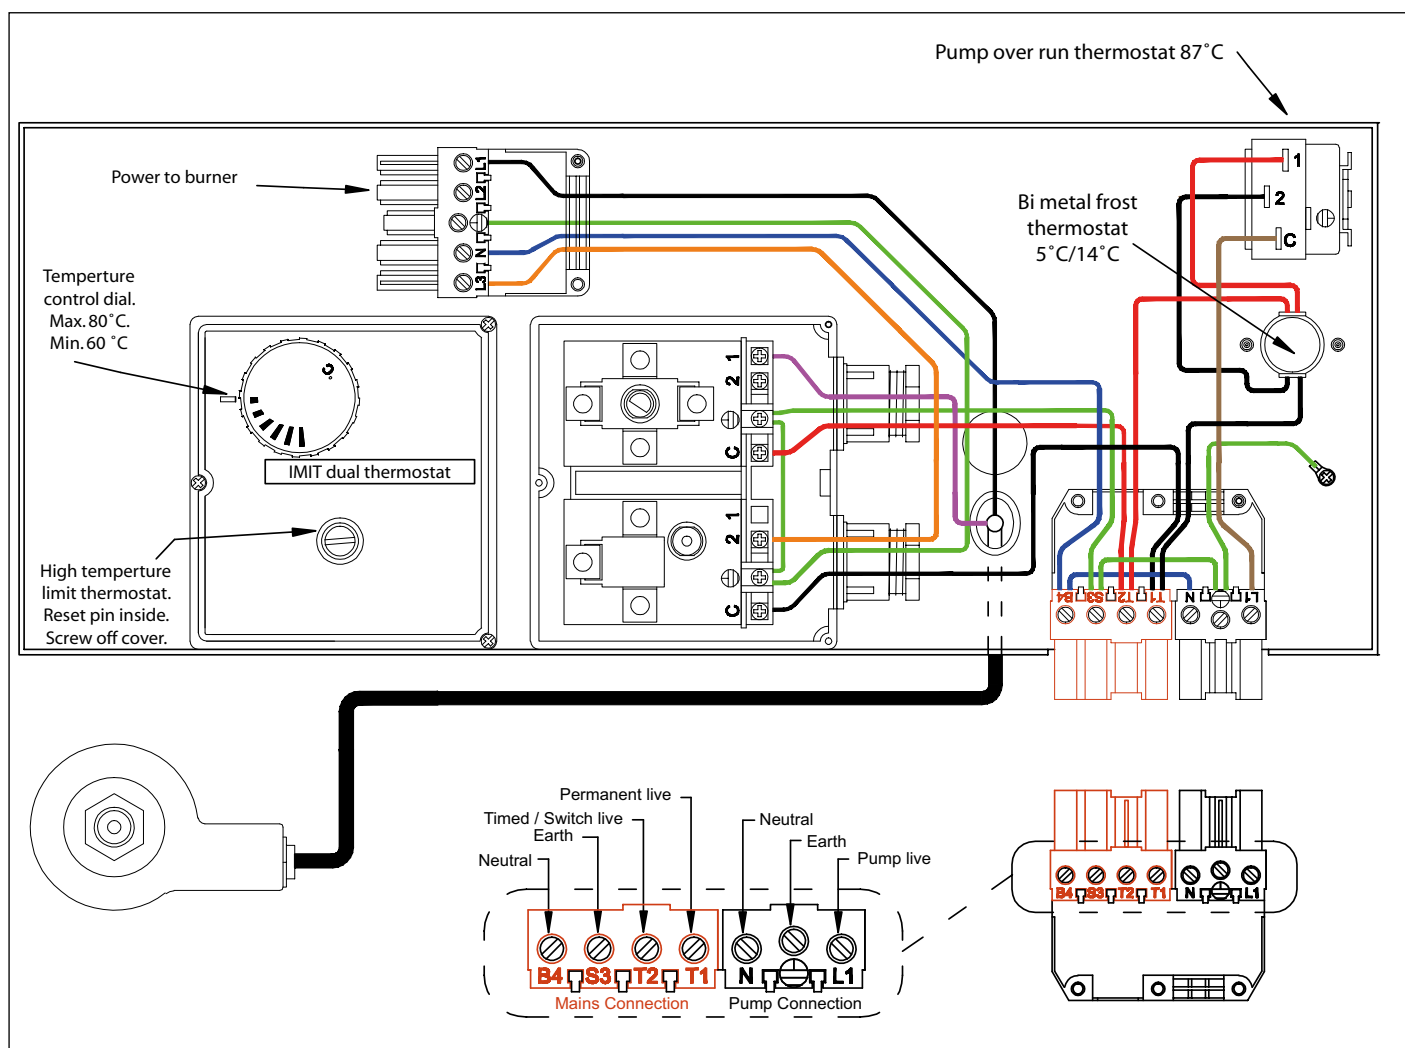 Pump over run thermostat 87˚C
Power to burner
L1
L2
N
L3
1
2
C
Bi metal frost
thermostat
5˚C/14˚C
Temperture
control dial.
Max. 80˚C.
Min. 60 ˚C
˚C
IMIT dual thermostat
1
2
C
1
2
C
High temperture
limit thermostat.
Reset pin inside.
Screw off cover.
B4 S3 T2 T1 N L1
Permanent live
Timed / Switch live
Earth
Neutral
Neutral
Earth
Pump live
B4 S3 T2 T1 N L1
Mains Connection
Pump Connection
B4 S3 T2 T1 N L1